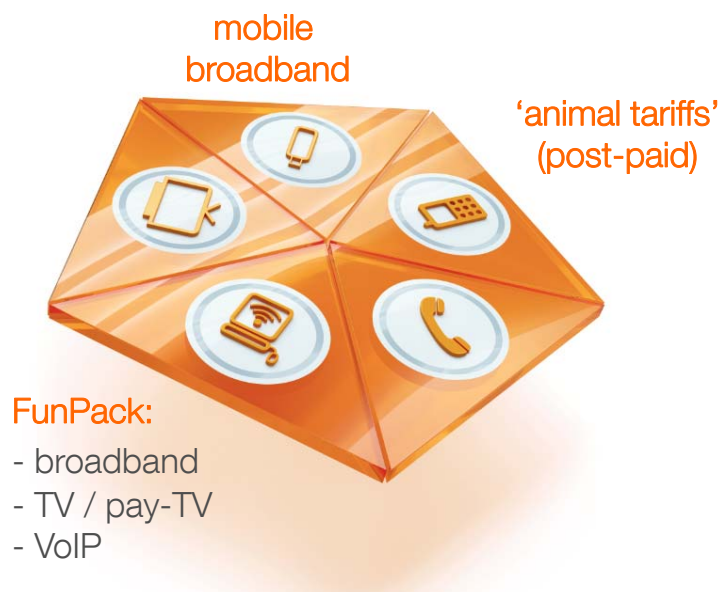 mobile
broadband
‘animal tariffs’
(post-paid)
FunPack:
- broadband
- TV / pay-TV
- VoIP